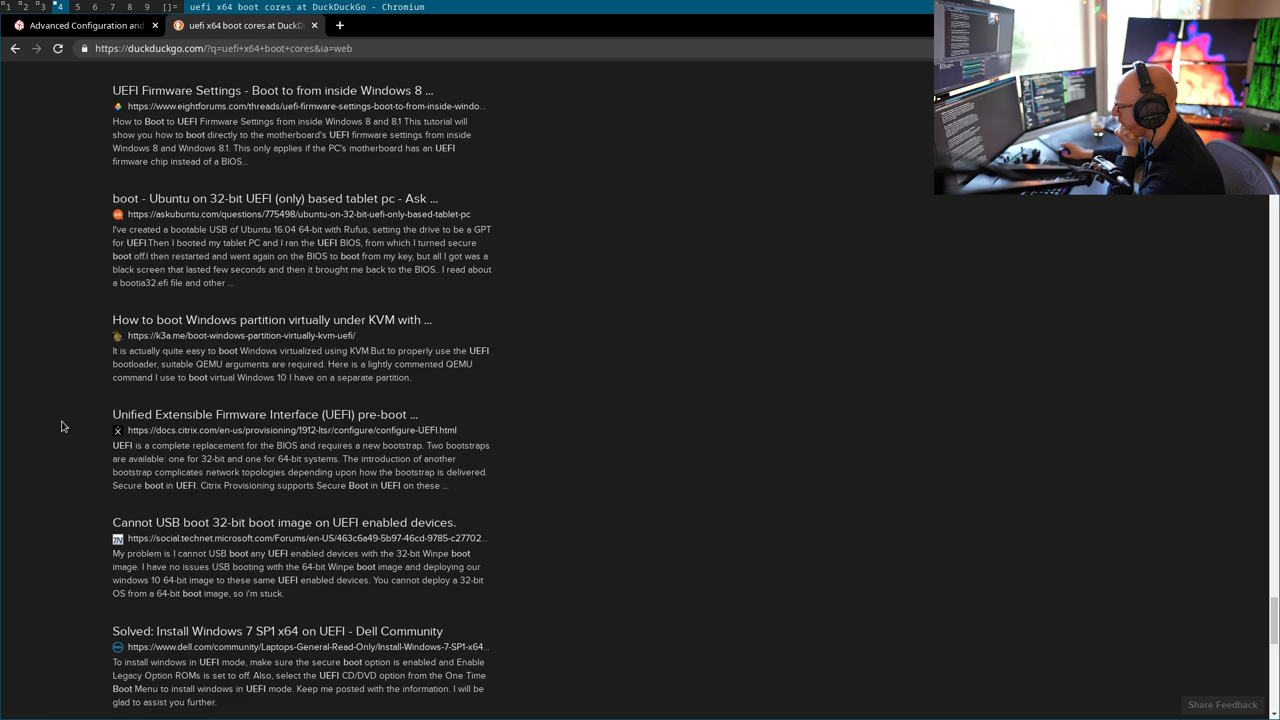 1 2 3 4 5 6 7 8 9 []= uefi x64 boot cores at DuckDuckGo - Chromium
Advanced Configuration and
uefi x64 boot cores at DuckD
https://duckduckgo.com/?q=uefi+x64+boot+cores&ia=web
UEFI Firmware Settings - Boot to from inside Windows 8 ...
https://www.eightforums.com/threads/uefi-firmware-settings-boot-to-from-inside-windo...
How to Boot to UEFI Firmware Settings from inside Windows 8 and 8.1 This tutorial will
show you how to boot directly to the motherboard's UEFI firmware settings from inside
Windows 8 and Windows 8.1. This only applies if the PC's motherboard has an UEFI
firmware chip instead of a BIOS...
boot - Ubuntu on 32-bit UEFI (only) based tablet pc - Ask ...
https://askubuntu.com/questions/775498/ubuntu-on-32-bit-uefi-only-based-tablet-pc
I've created a bootable USB of Ubuntu 16.04 64-bit with Rufus, setting the drive to be a GPT
for UEFI.Then I booted my tablet PC and I ran the UEFI BIOS, from which I turned secure
boot off.I then restarted and went again on the BIOS to boot from my key, but all I got was a
black screen that lasted few seconds and then it brought me back to the BIOS.. I read about
a bootia32.efi file and other ...
How to boot Windows partition virtually under KVM with ...
https://k3a.me/boot-windows-partition-virtually-kvm-uefi/
It is actually quite easy to boot Windows virtualized using KVM.But to properly use the UEFI
bootloader, suitable QEMU arguments are required. Here is a lightly commented QEMU
command I use to boot virtual Windows 10 I have on a separate partition.
Unified Extensible Firmware Interface (UEFI) pre-boot ...
https://docs.citrix.com/en-us/provisioning/1912-ltsr/configure/configure-UEFI.html
UEFI is a complete replacement for the BIOS and requires a new bootstrap. Two bootstraps
are available: one for 32-bit and one for 64-bit systems. The introduction of another
bootstrap complicates network topologies depending upon how the bootstrap is delivered.
Secure boot in UEFI. Citrix Provisioning supports Secure Boot in UEFI on these ...
Cannot USB boot 32-bit boot image on UEFI enabled devices.
https://social.technet.microsoft.com/Forums/en-US/463c6a49-5b97-46cd-9785-c27702...
My problem is I cannot USB boot any UEFI enabled devices with the 32-bit Winpe boot
image. I have no issues USB booting with the 64-bit Winpe boot image and deploying our
windows 10 64-bit image to these same UEFI enabled devices. You cannot deploy a 32-bit
OS from a 64-bit boot image, so i'm stuck.
Solved: Install Windows 7 SP1 x64 on UEFI - Dell Community
https://www.dell.com/community/Laptops-General-Read-Only/Install-Windows-7-SP1-x64...
To install windows in UEFI mode, make sure the secure boot option is enabled and Enable
Legacy Option ROMs is set to off. Also, select the UEFI CD/DVD option from the One Time
Boot Menu to install windows in UEFI mode. Keep me posted with the information. I will be
glad to assist you further.
Share Feedback